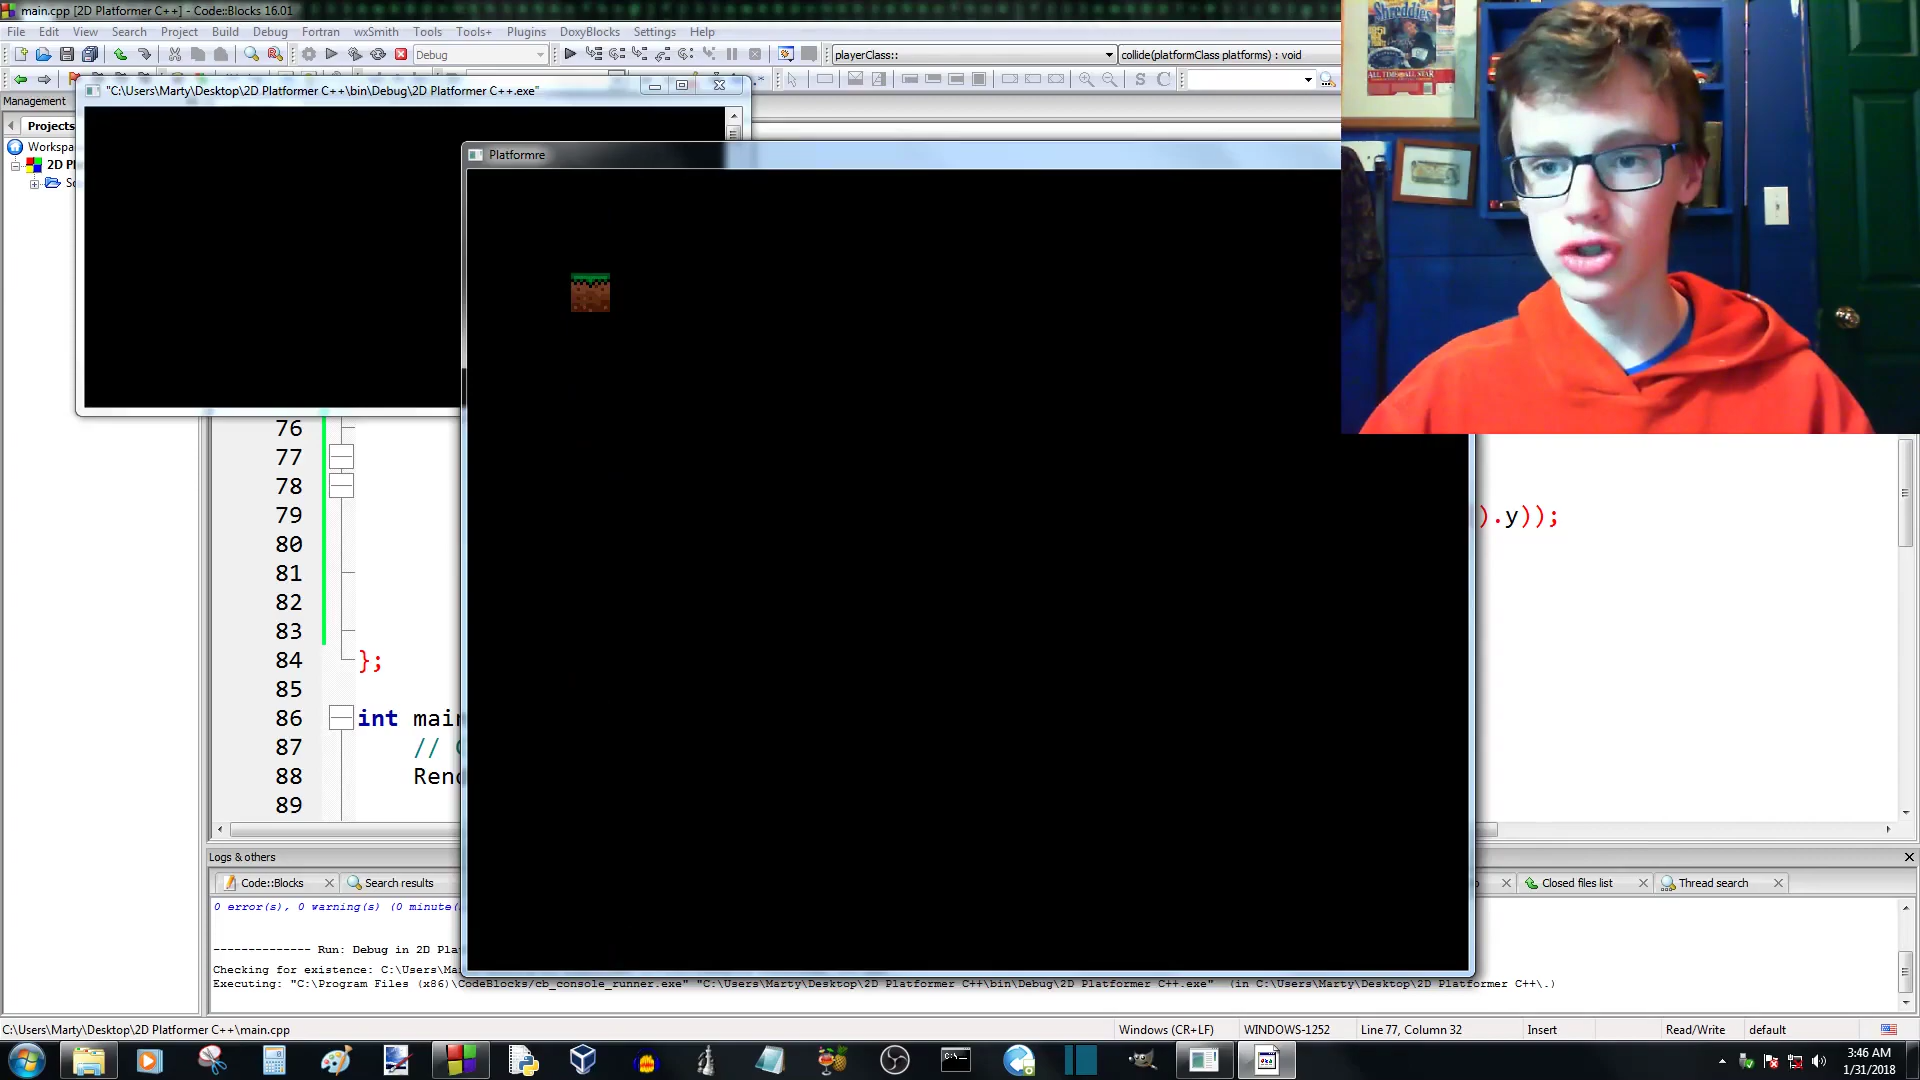 main.cpp [2D Platformer C++] - Code::Blocks 16.01
File Edit View Search Project Build Debug Fortran wxSmith Tools Tools+ Plugins DoxyBlocks Settings Help
Debug
playerClass::
collide(platformClass platforms) : void
S C
Management
"C:\Users\Marty\Desktop\2D Platformer C++\bin\Debug\2D Platformer C++.exe"
Projects
Workspa
2D Pl
So
Platformre
Shreddies
ALL TIME ALL STAR
76
77
78
79 ).y));
80
81
82
83
84 };
85
86 int main
87 //
88 Rend
89
Logs & others
Code::Blocks
Search results
Closed files list
Thread search
0 error(s), 0 warning(s) (0 minute(
-------------- Run: Debug in 2D Pla
Checking for existence: C:\Users\Ma
Executing: "C:\Program Files (x86)\CodeBlocks/cb_console_runner.exe" "C:\Users\Marty\Desktop\2D Platformer C++\bin\Debug\2D Platformer C++.exe" (in C:\Users\Marty\Desktop\2D Platformer C++\.)
C:\Users\Marty\Desktop\2D Platformer C++\main.cpp
Windows (CR+LF)
WINDOWS-1252
Line 77, Column 32
Insert
Read/Write
default
3:46 AM
1/31/2018